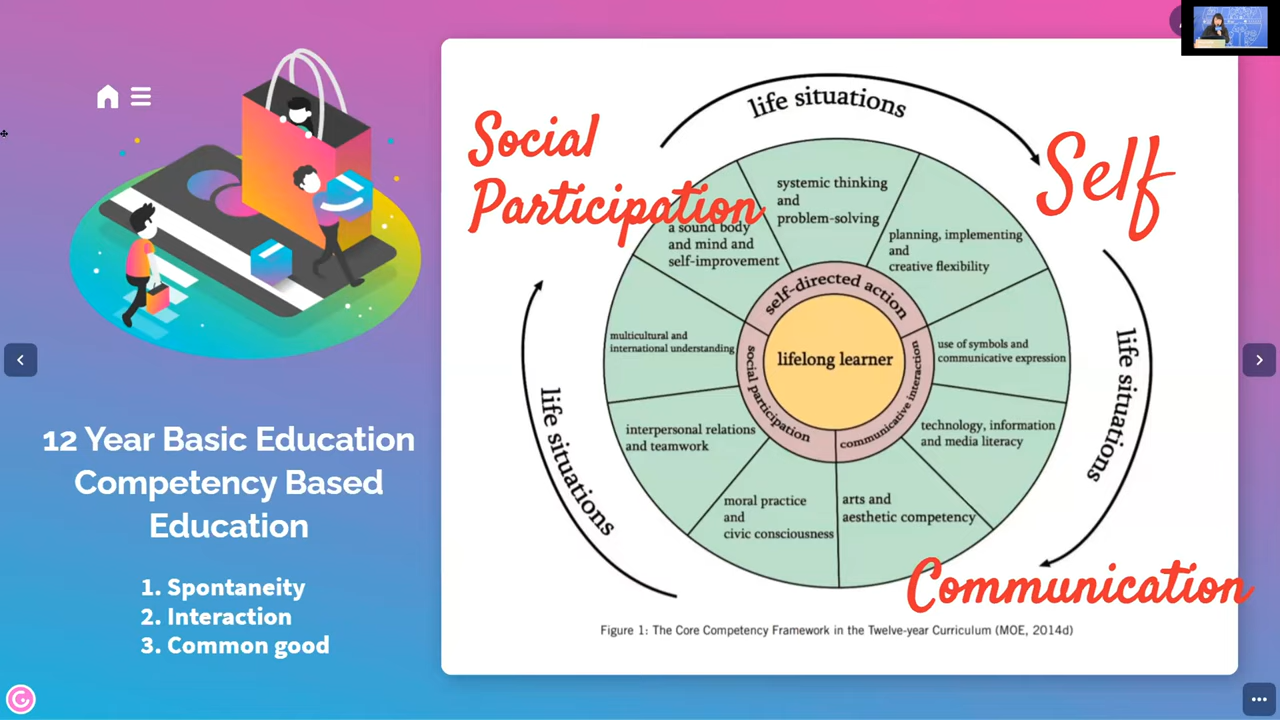 12 Year Basic Education
Competency Based
Education
1. Spontaneity
2. Interaction
3. Common good
Social
Participation
Self
Communication
life situations
life situations
life situations
systemic thinking
and
problem-solving
planning, implementing
and
creative flexibility
use of symbols and
communicative expression
technology, information
and media literacy
arts and
aesthetic competency
moral practice
and
civic consciousness
interpersonal relations
and teamwork
multicultural and
international understanding
a sound body
and mind and
self-improvement
self-directed action
communicative interaction
social participation
lifelong learner
Figure 1: The Core Competency Framework in the Twelve-year Curriculum (MOE, 2014d)